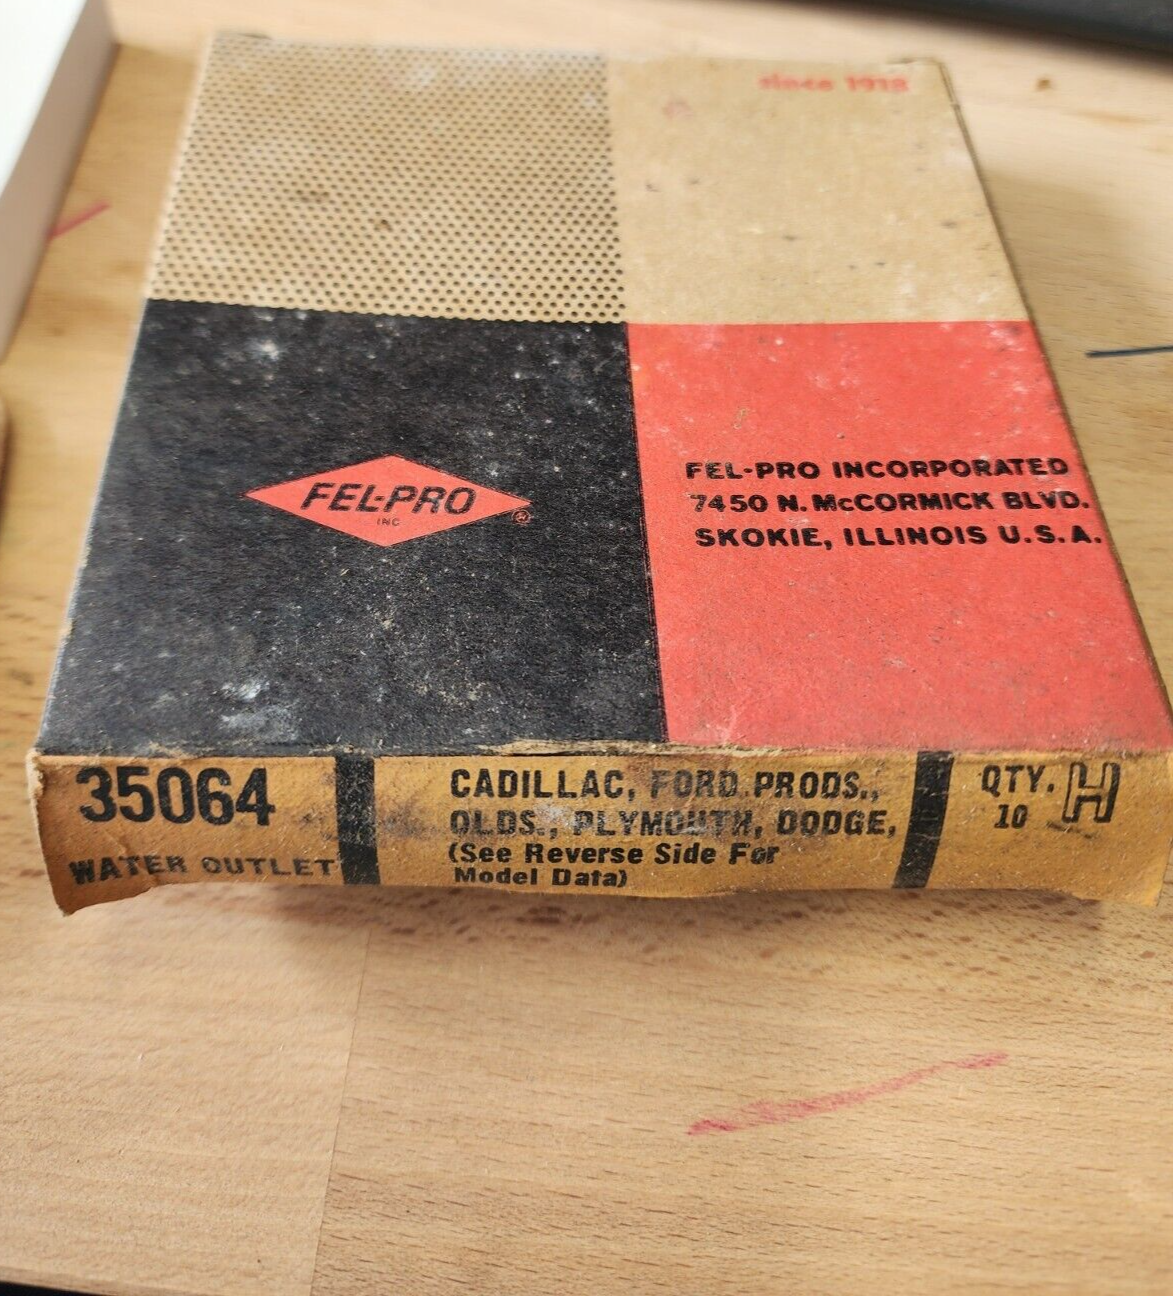 since 1918
FEL-PRO
INC
®
FEL-PRO INCORPORATED
7450 N. McCORMICK BLVD.
SKOKIE, ILLINOIS U.S.A.
35064
WATER OUTLET
CADILLAC, FORD PRODS.,
OLDS., PLYMOUTH, DODGE,
(See Reverse Side For
Model Data)
QTY.
10
H